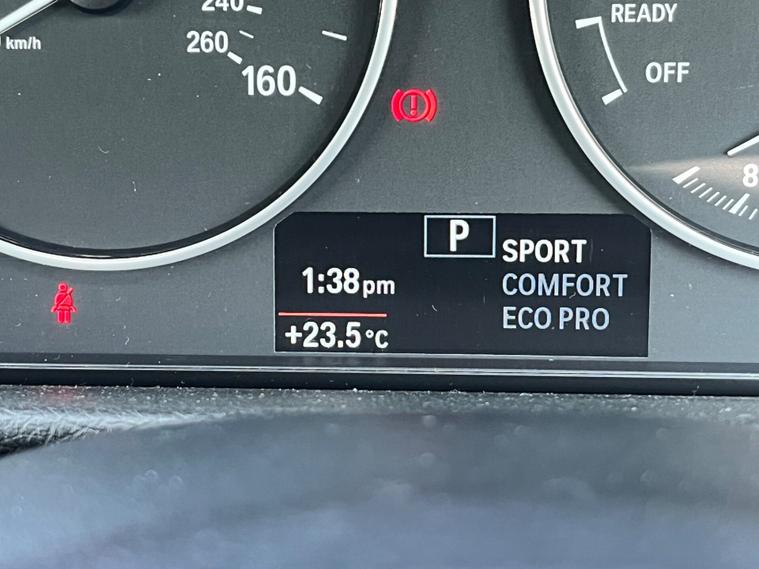 240
km/h
260
160
READY
OFF
8
P
SPORT
1:38pm
COMFORT
ECO PRO
+23.5°C